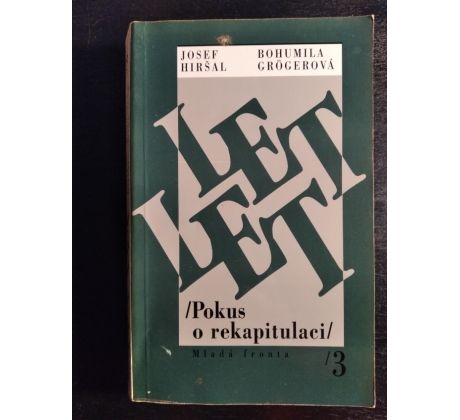 JOSEF
HIRŠAL
BOHUMILA
GRÖGEROVÁ
LET
LET
/Pokus
o rekapitulaci/
Mladá fronta
/3